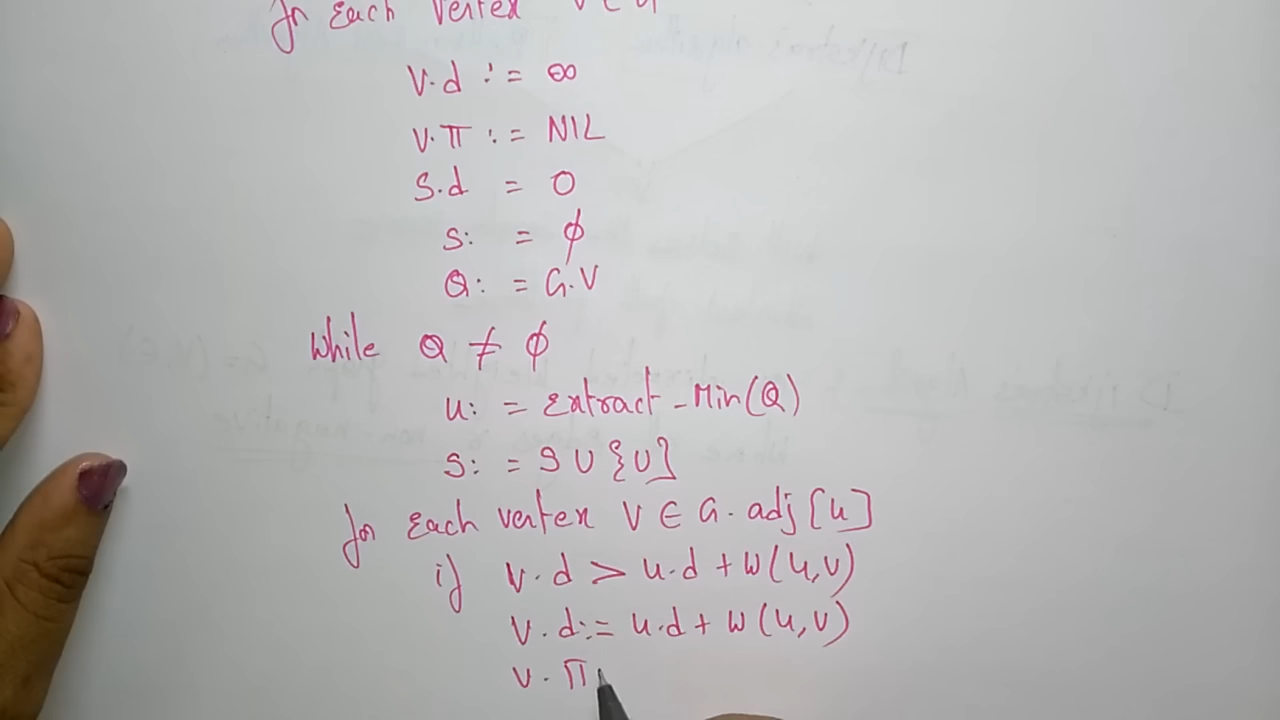 for Each Vertex V ∈ G
V.d := ∞
V.π := NIL
S.d = 0
S: = ϕ
Q: = G.V
While Q ≠ ϕ
u: = Extract-Min(Q)
S: = S U {U}
for Each vertex V ∈ G.adj[u]
if V.d > u.d + w(u,v)
V.d := u.d + w(u,v)
V.π